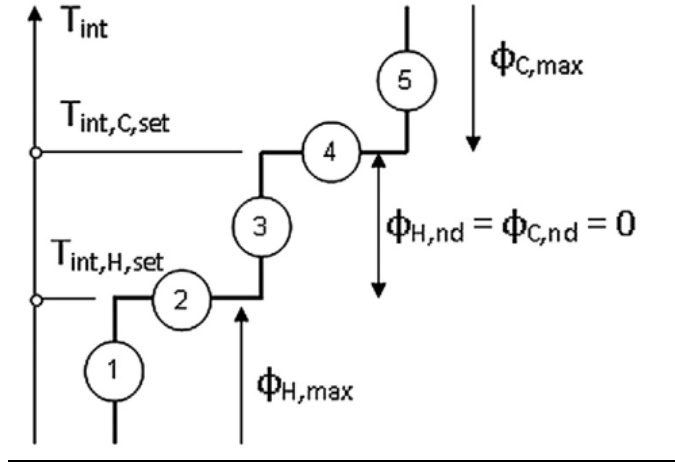 T_int
ϕ_C,max
5
T_int,C,set
4
3
ϕ_H,nd = ϕ_C,nd = 0
T_int,H,set
2
1
ϕ_H,max